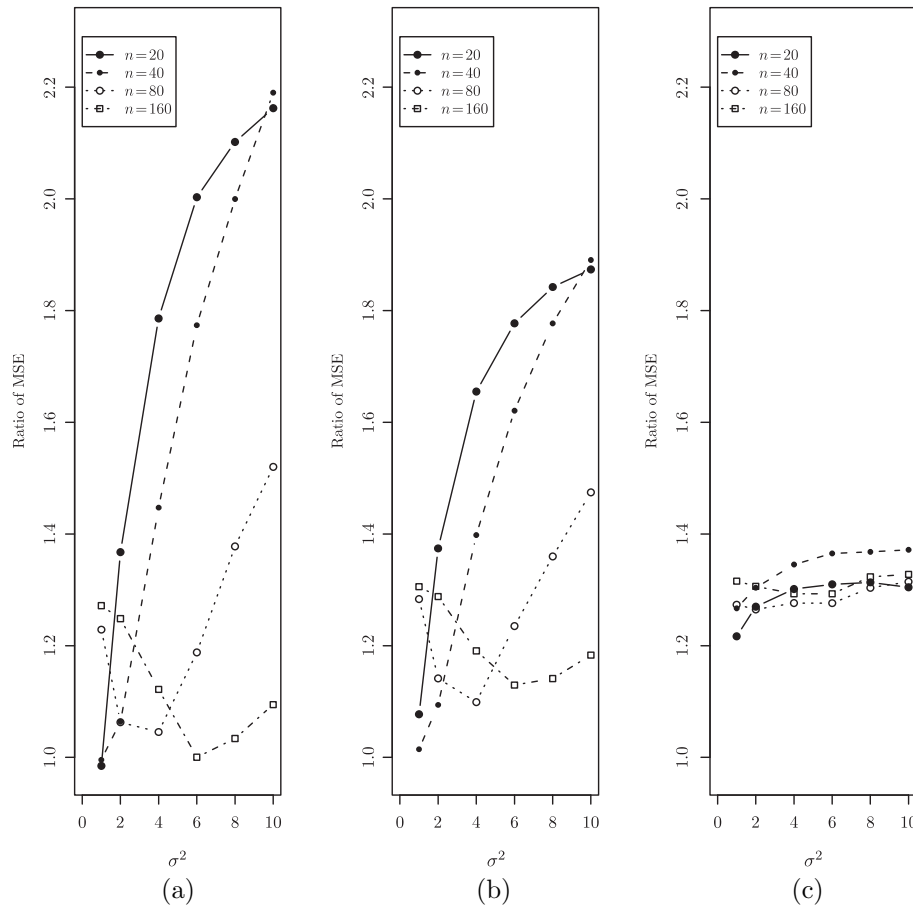 n=20
n=40
n=80
n=160
Ratio of MSE
2.2
2.0
1.8
1.6
1.4
1.2
1.0
0 2 4 6 8 10
σ²
(a)
n=20
n=40
n=80
n=160
Ratio of MSE
2.2
2.0
1.8
1.6
1.4
1.2
1.0
0 2 4 6 8 10
σ²
(b)
n=20
n=40
n=80
n=160
Ratio of MSE
2.2
2.0
1.8
1.6
1.4
1.2
1.0
0 2 4 6 8 10
σ²
(c)